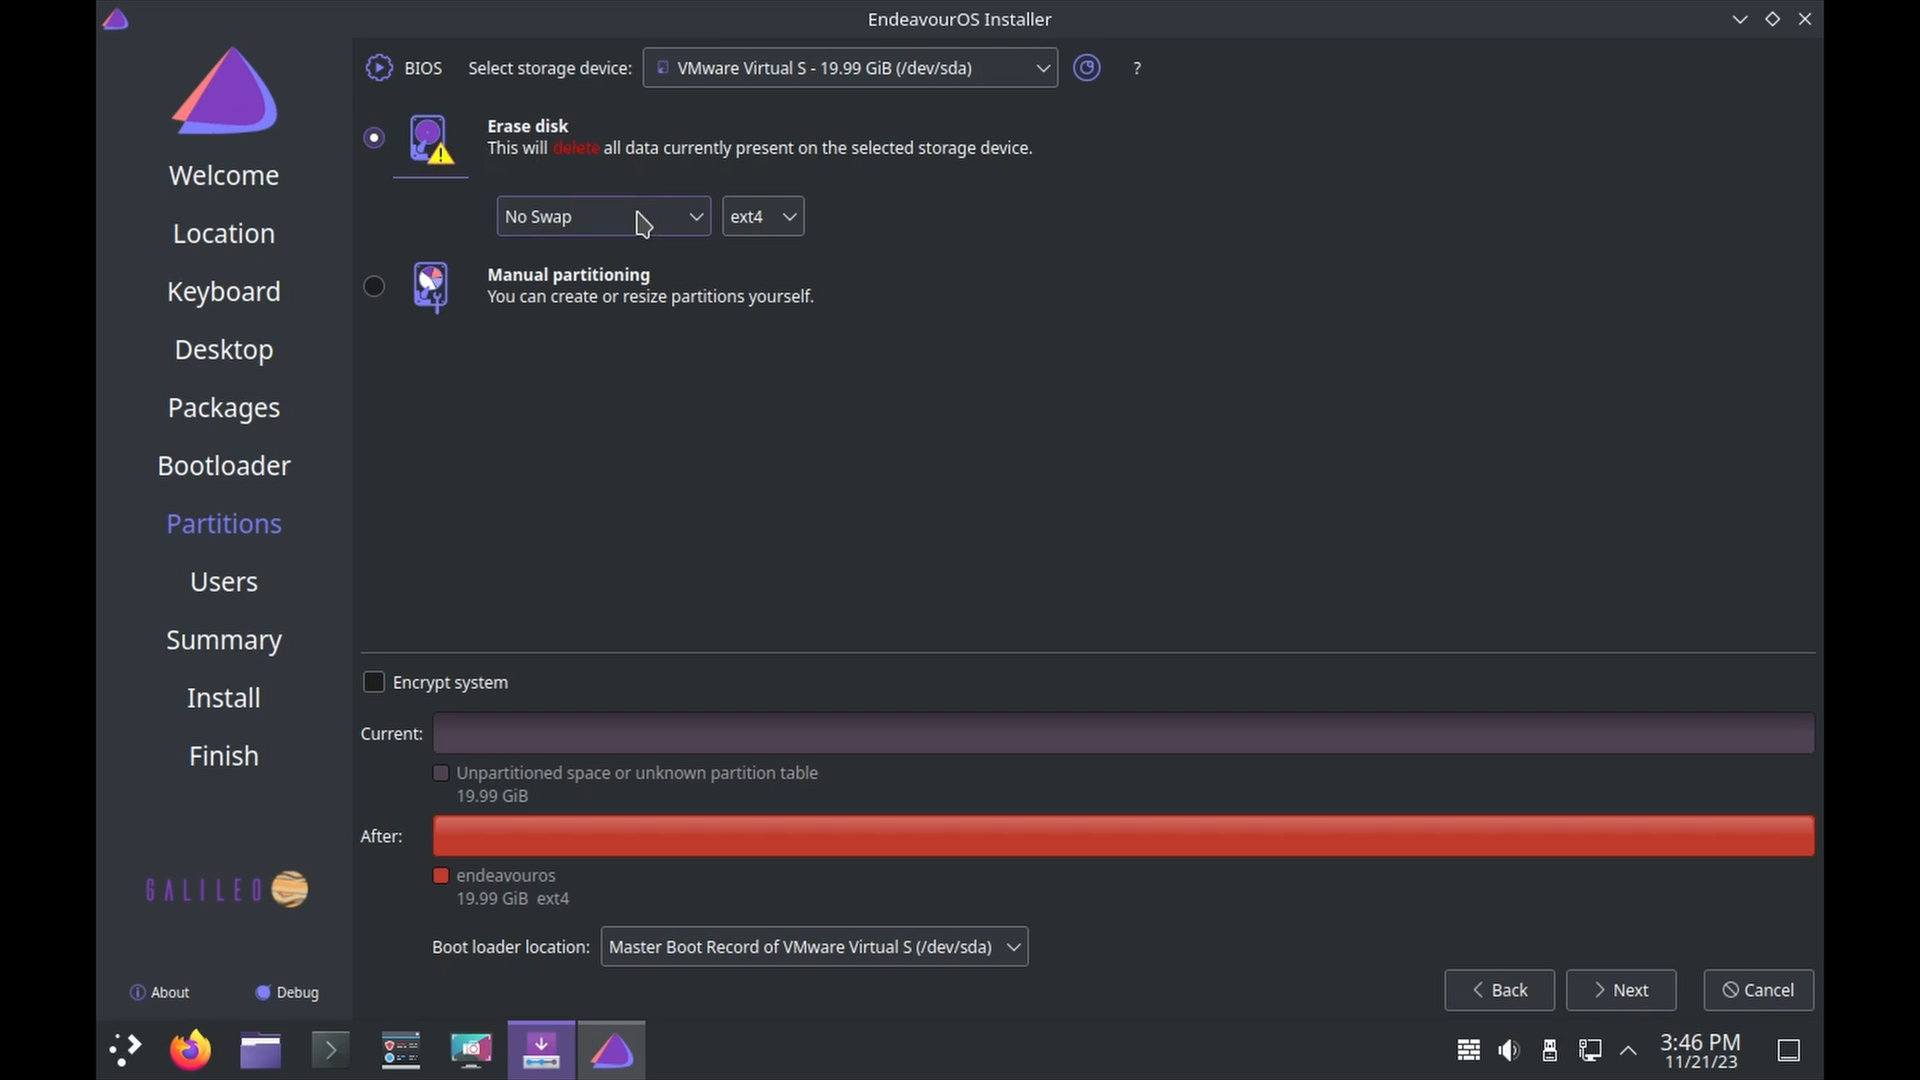 EndeavourOS Installer
BIOS
Select storage device:
VMware Virtual S - 19.99 GiB (/dev/sda)
?
Erase disk
This will delete all data currently present on the selected storage device.
No Swap
ext4
Manual partitioning
You can create or resize partitions yourself.
Welcome
Location
Keyboard
Desktop
Packages
Bootloader
Partitions
Users
Summary
Install
Finish
GALILEO
About
Debug
Encrypt system
Current:
Unpartitioned space or unknown partition table
19.99 GiB
After:
endeavouros
19.99 GiB ext4
Boot loader location:
Master Boot Record of VMware Virtual S (/dev/sda)
Back
Next
Cancel
3:46 PM
11/21/23